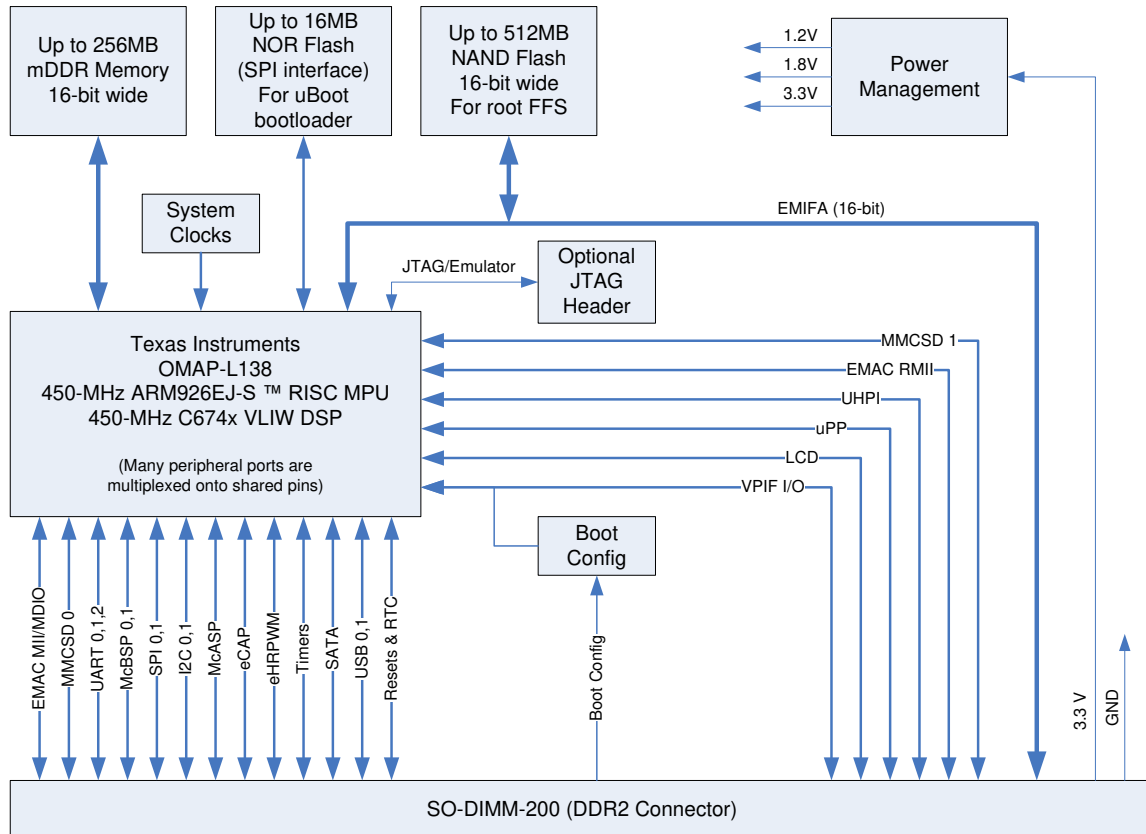 Up to 256MB
mDDR Memory
16-bit wide
Up to 16MB
NOR Flash
(SPI interface)
For uBoot
bootloader
Up to 512MB
NAND Flash
16-bit wide
For root FFS
1.2V
1.8V
3.3V
Power
Management
System
Clocks
EMIFA (16-bit)
JTAG/Emulator
Optional
JTAG
Header
Texas Instruments
OMAP-L138
450-MHz ARM926EJ-S ™ RISC MPU
450-MHz C674x VLIW DSP
(Many peripheral ports are
multiplexed onto shared pins)
MMCSD 1
EMAC RMII
UHPI
uPP
LCD
VPIF I/O
Boot
Config
EMAC MII/MDIO
MMCSD 0
UART 0,1,2
McBSP 0,1
SPI 0,1
I2C 0,1
McASP
eCAP
eHRPWM
Timers
SATA
USB 0,1
Resets & RTC
Boot Config
3.3 V
GND
SO-DIMM-200 (DDR2 Connector)